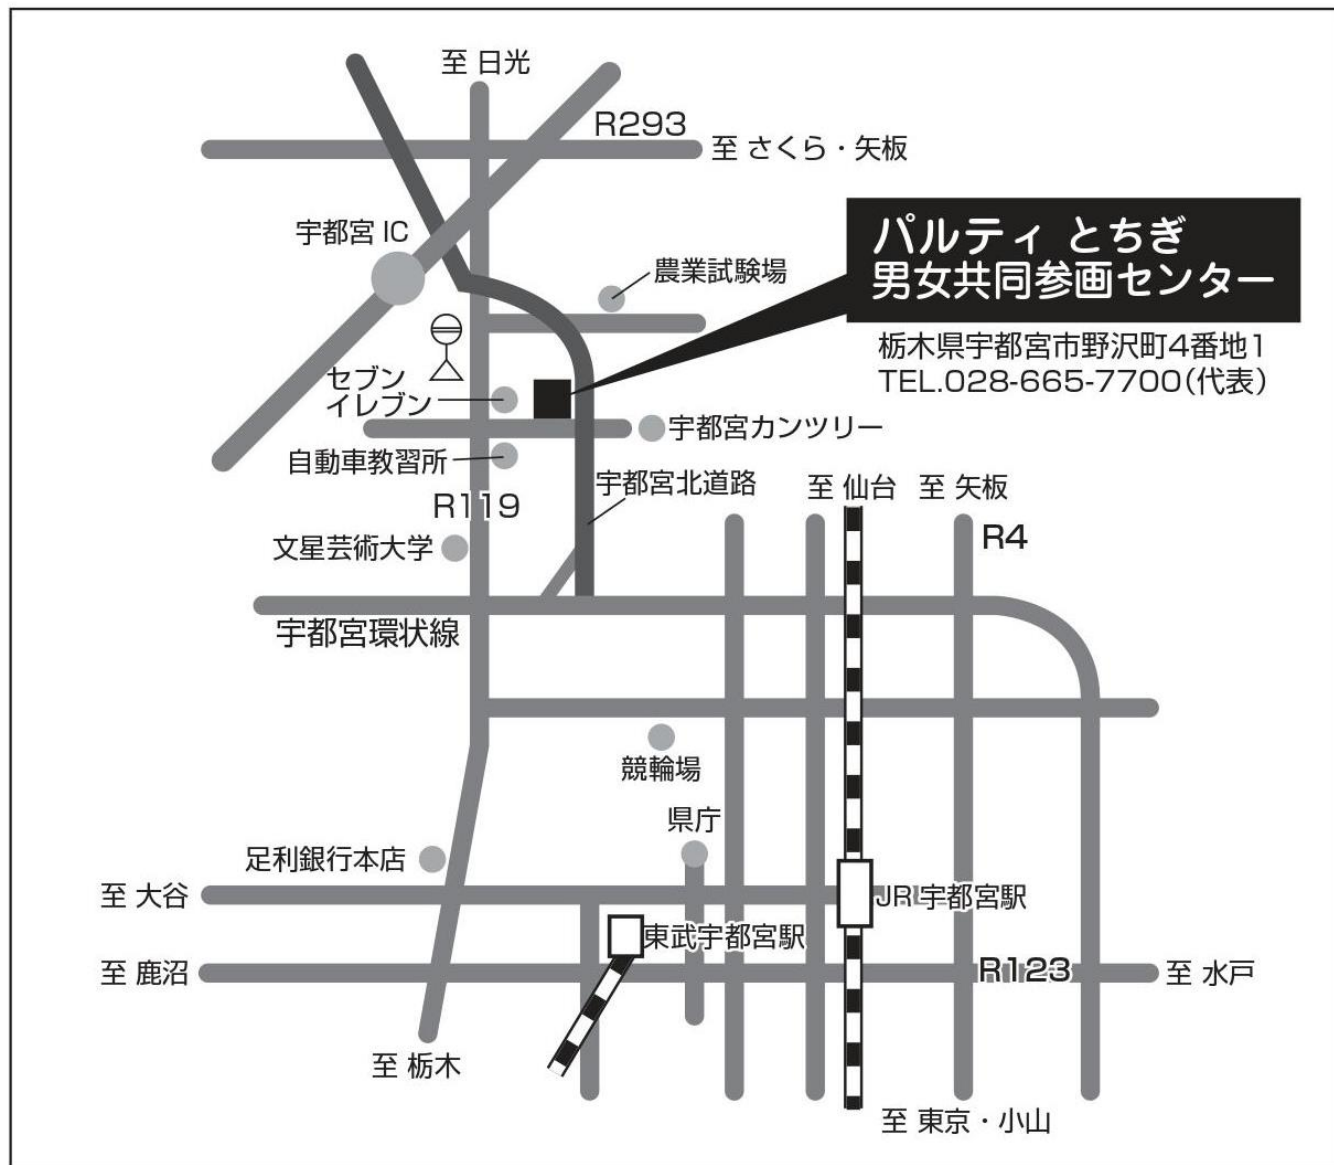 至 日光
R293
至 さくら・矢板
宇都宮 IC
農業試験場
パルティ とちぎ
男女共同参画センター
栃木県宇都宮市野沢町4番地1
TEL.028-665-7700(代表)
セブン
イレブン
宇都宮カンツリー
自動車教習所
宇都宮北道路
至 仙台
至 矢板
R119
R4
文星芸術大学
宇都宮環状線
競輪場
県庁
足利銀行本店
至 大谷
JR 宇都宮駅
東武宇都宮駅
至 鹿沼
R123
至 水戸
至 栃木
至 東京・小山